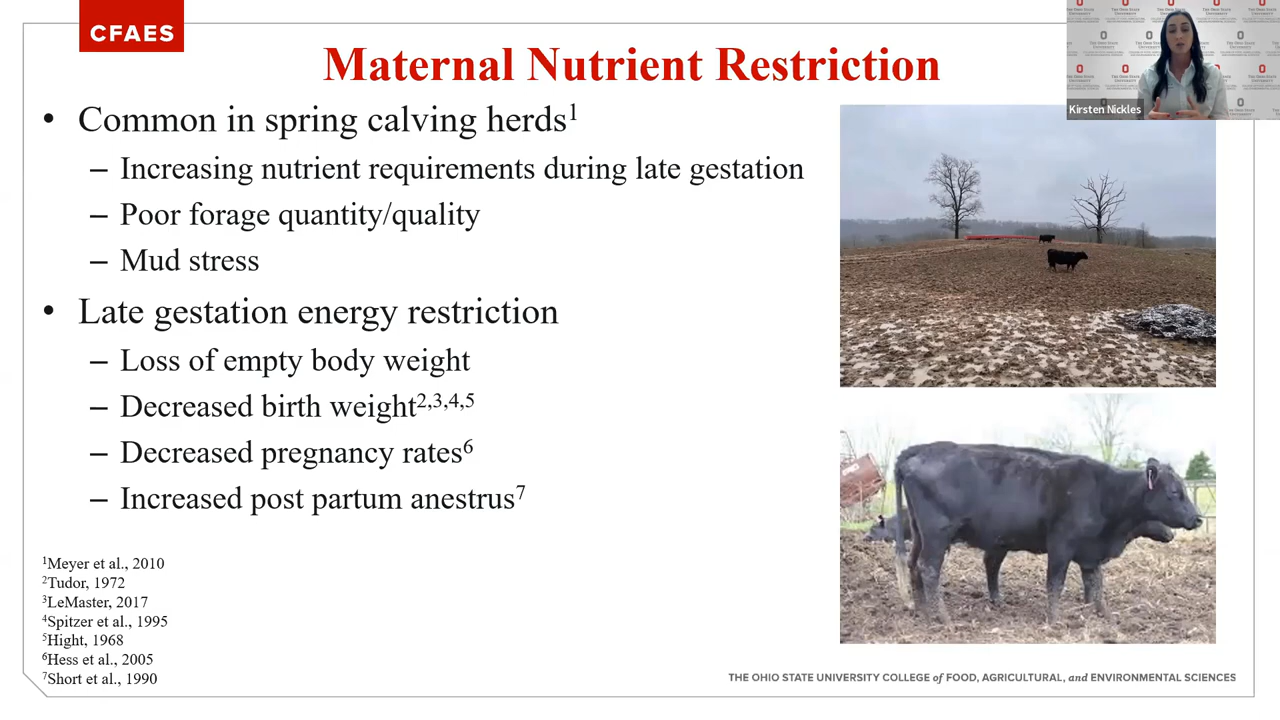 CFAES
Maternal Nutrient Restriction
Kirsten Nickles
• Common in spring calving herds¹
– Increasing nutrient requirements during late gestation
– Poor forage quantity/quality
– Mud stress
• Late gestation energy restriction
– Loss of empty body weight
– Decreased birth weight²,³,⁴,⁵
– Decreased pregnancy rates⁶
– Increased post partum anestrus⁷
¹Meyer et al., 2010
²Tudor, 1972
³LeMaster, 2017
⁴Spitzer et al., 1995
⁵Hight, 1968
⁶Hess et al., 2005
⁷Short et al., 1990
THE OHIO STATE UNIVERSITY COLLEGE of FOOD, AGRICULTURAL, and ENVIRONMENTAL SCIENCES